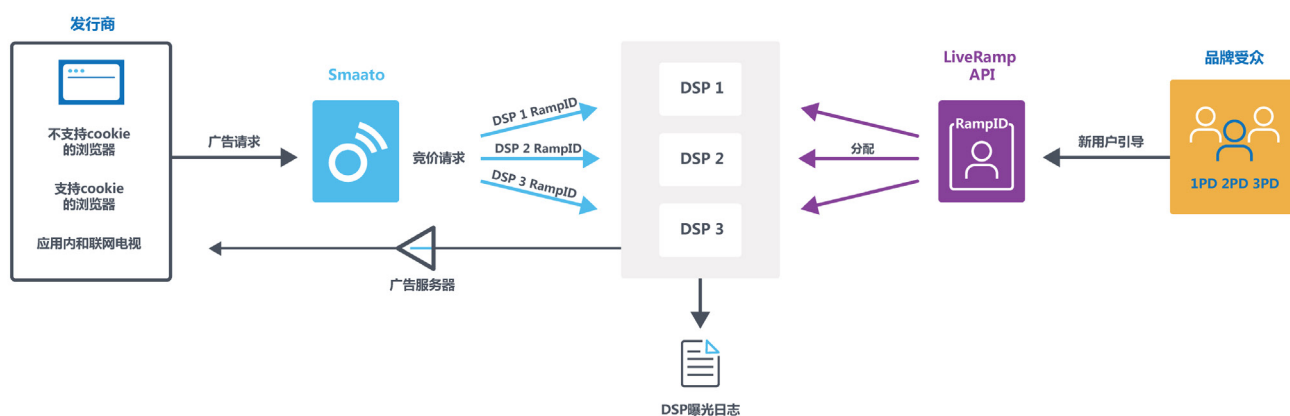 发行商
不支持cookie
的浏览器
支持cookie
的浏览器
应用内和联网电视
广告请求
Smaato
竞价请求
DSP 1 RampID
DSP 2 RampID
DSP 3 RampID
DSP 1
DSP 2
DSP 3
LiveRamp
API
RampID
分配
新用户引导
品牌受众
1PD 2PD 3PD
广告服务器
DSP曝光日志